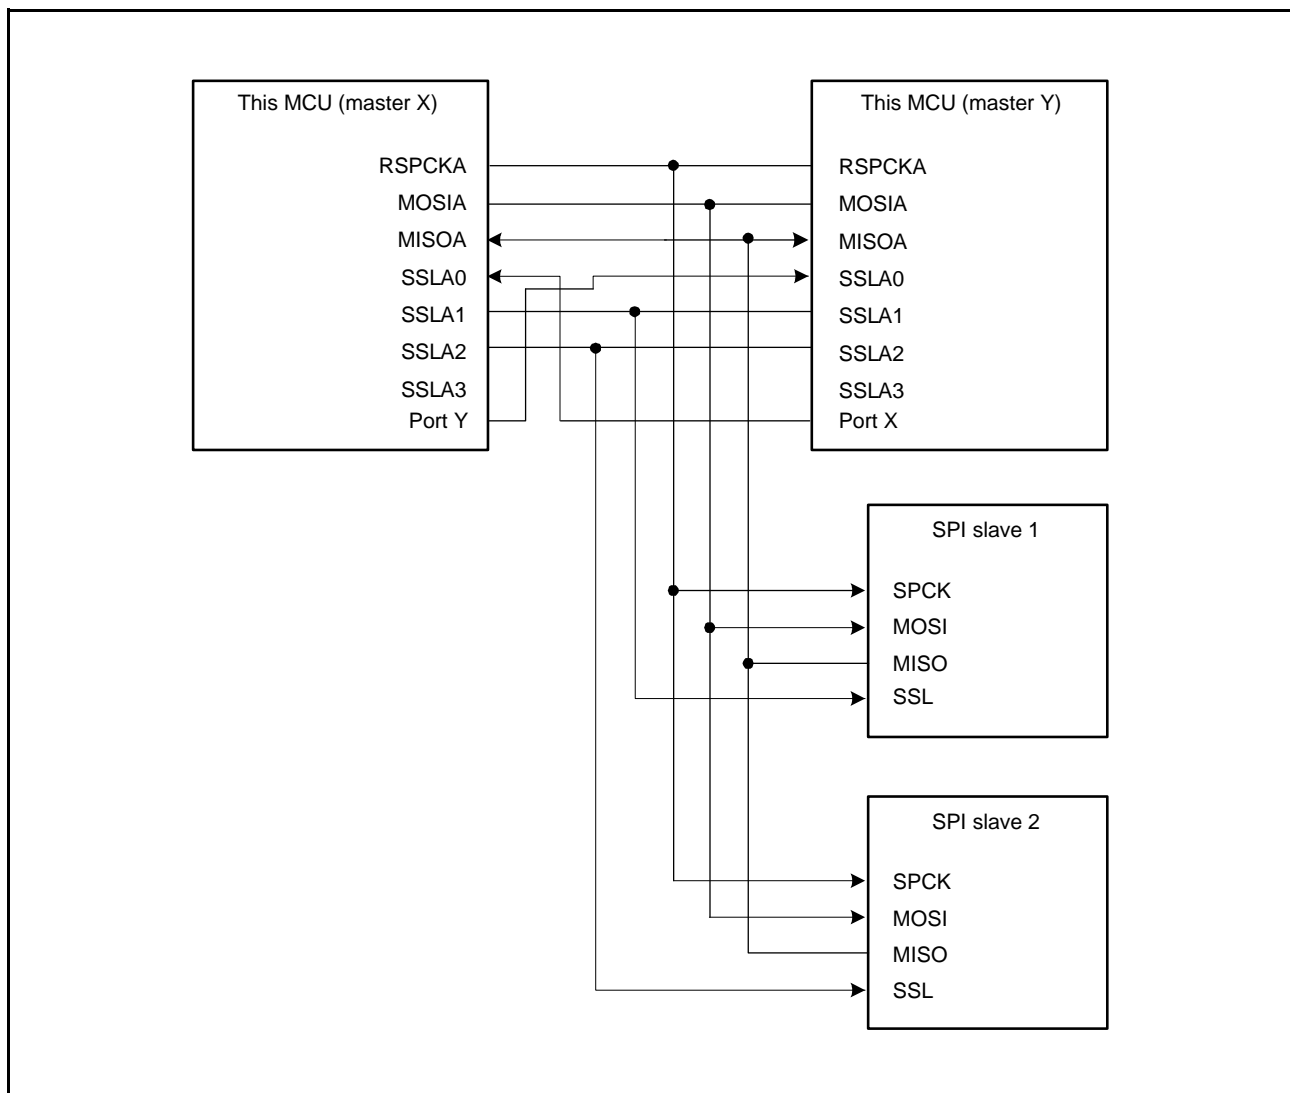 This MCU (master X)
RSPCKA
MOSIA
MISOA
SSLA0
SSLA1
SSLA2
SSLA3
Port Y
This MCU (master Y)
RSPCKA
MOSIA
MISOA
SSLA0
SSLA1
SSLA2
SSLA3
Port X
SPI slave 1
SPCK
MOSI
MISO
SSL
SPI slave 2
SPCK
MOSI
MISO
SSL